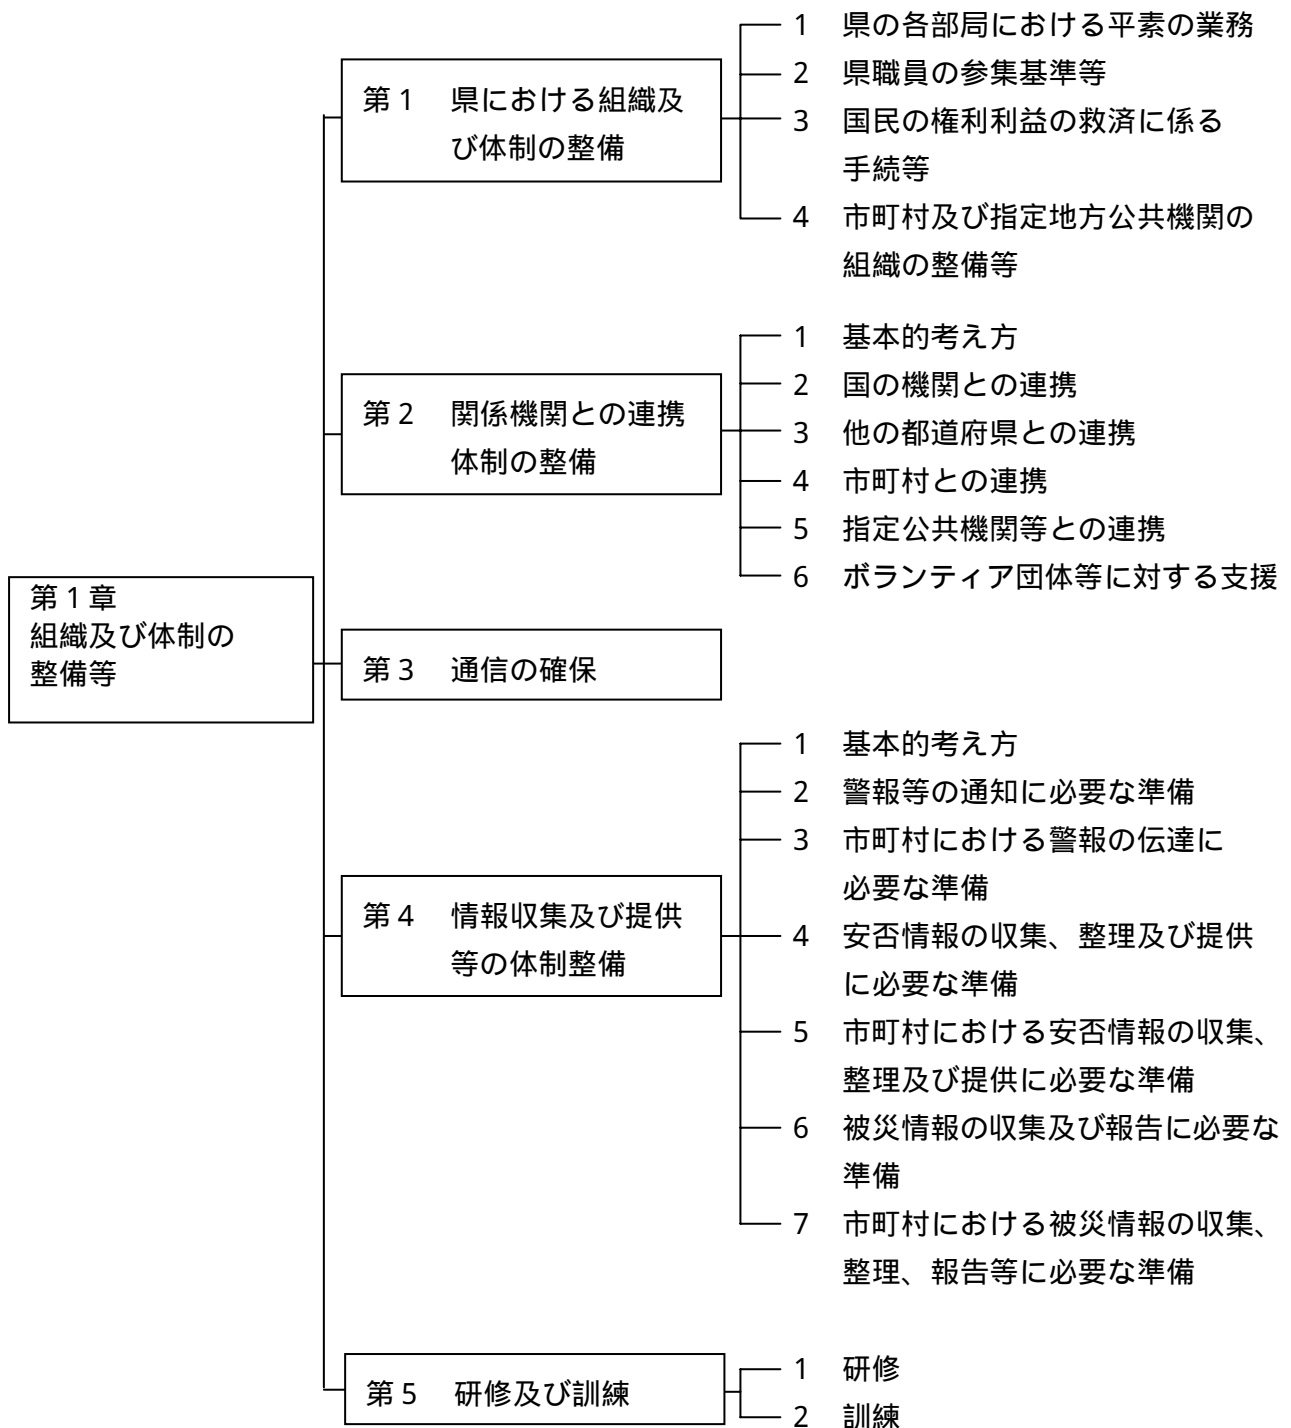 第1章
組織及び体制の
整備等
第1 県における組織及
び体制の整備
1 県の各部局における平素の業務
2 県職員の参集基準等
3 国民の権利利益の救済に係る
手続等
4 市町村及び指定地方公共機関の
組織の整備等
第2 関係機関との連携
体制の整備
1 基本的考え方
2 国の機関との連携
3 他の都道府県との連携
4 市町村との連携
5 指定公共機関等との連携
6 ボランティア団体等に対する支援
第3 通信の確保
第4 情報収集及び提供
等の体制整備
1 基本的考え方
2 警報等の通知に必要な準備
3 市町村における警報の伝達に
必要な準備
4 安否情報の収集、整理及び提供
に必要な準備
5 市町村における安否情報の収集、
整理及び提供に必要な準備
6 被災情報の収集及び報告に必要な
準備
7 市町村における被災情報の収集、
整理、報告等に必要な準備
第5 研修及び訓練
1 研修
2 訓練